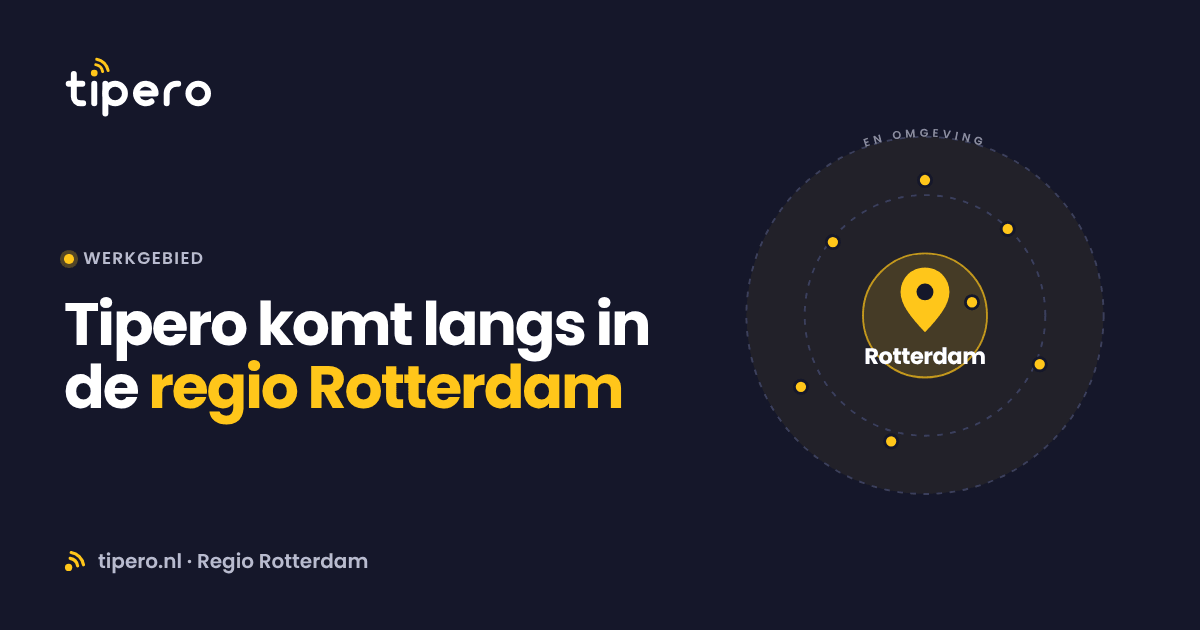 tipero
WERKGEBIED
Tipero komt langs in
de regio Rotterdam
tipero.nl · Regio Rotterdam
EN OMGEVING
Rotterdam